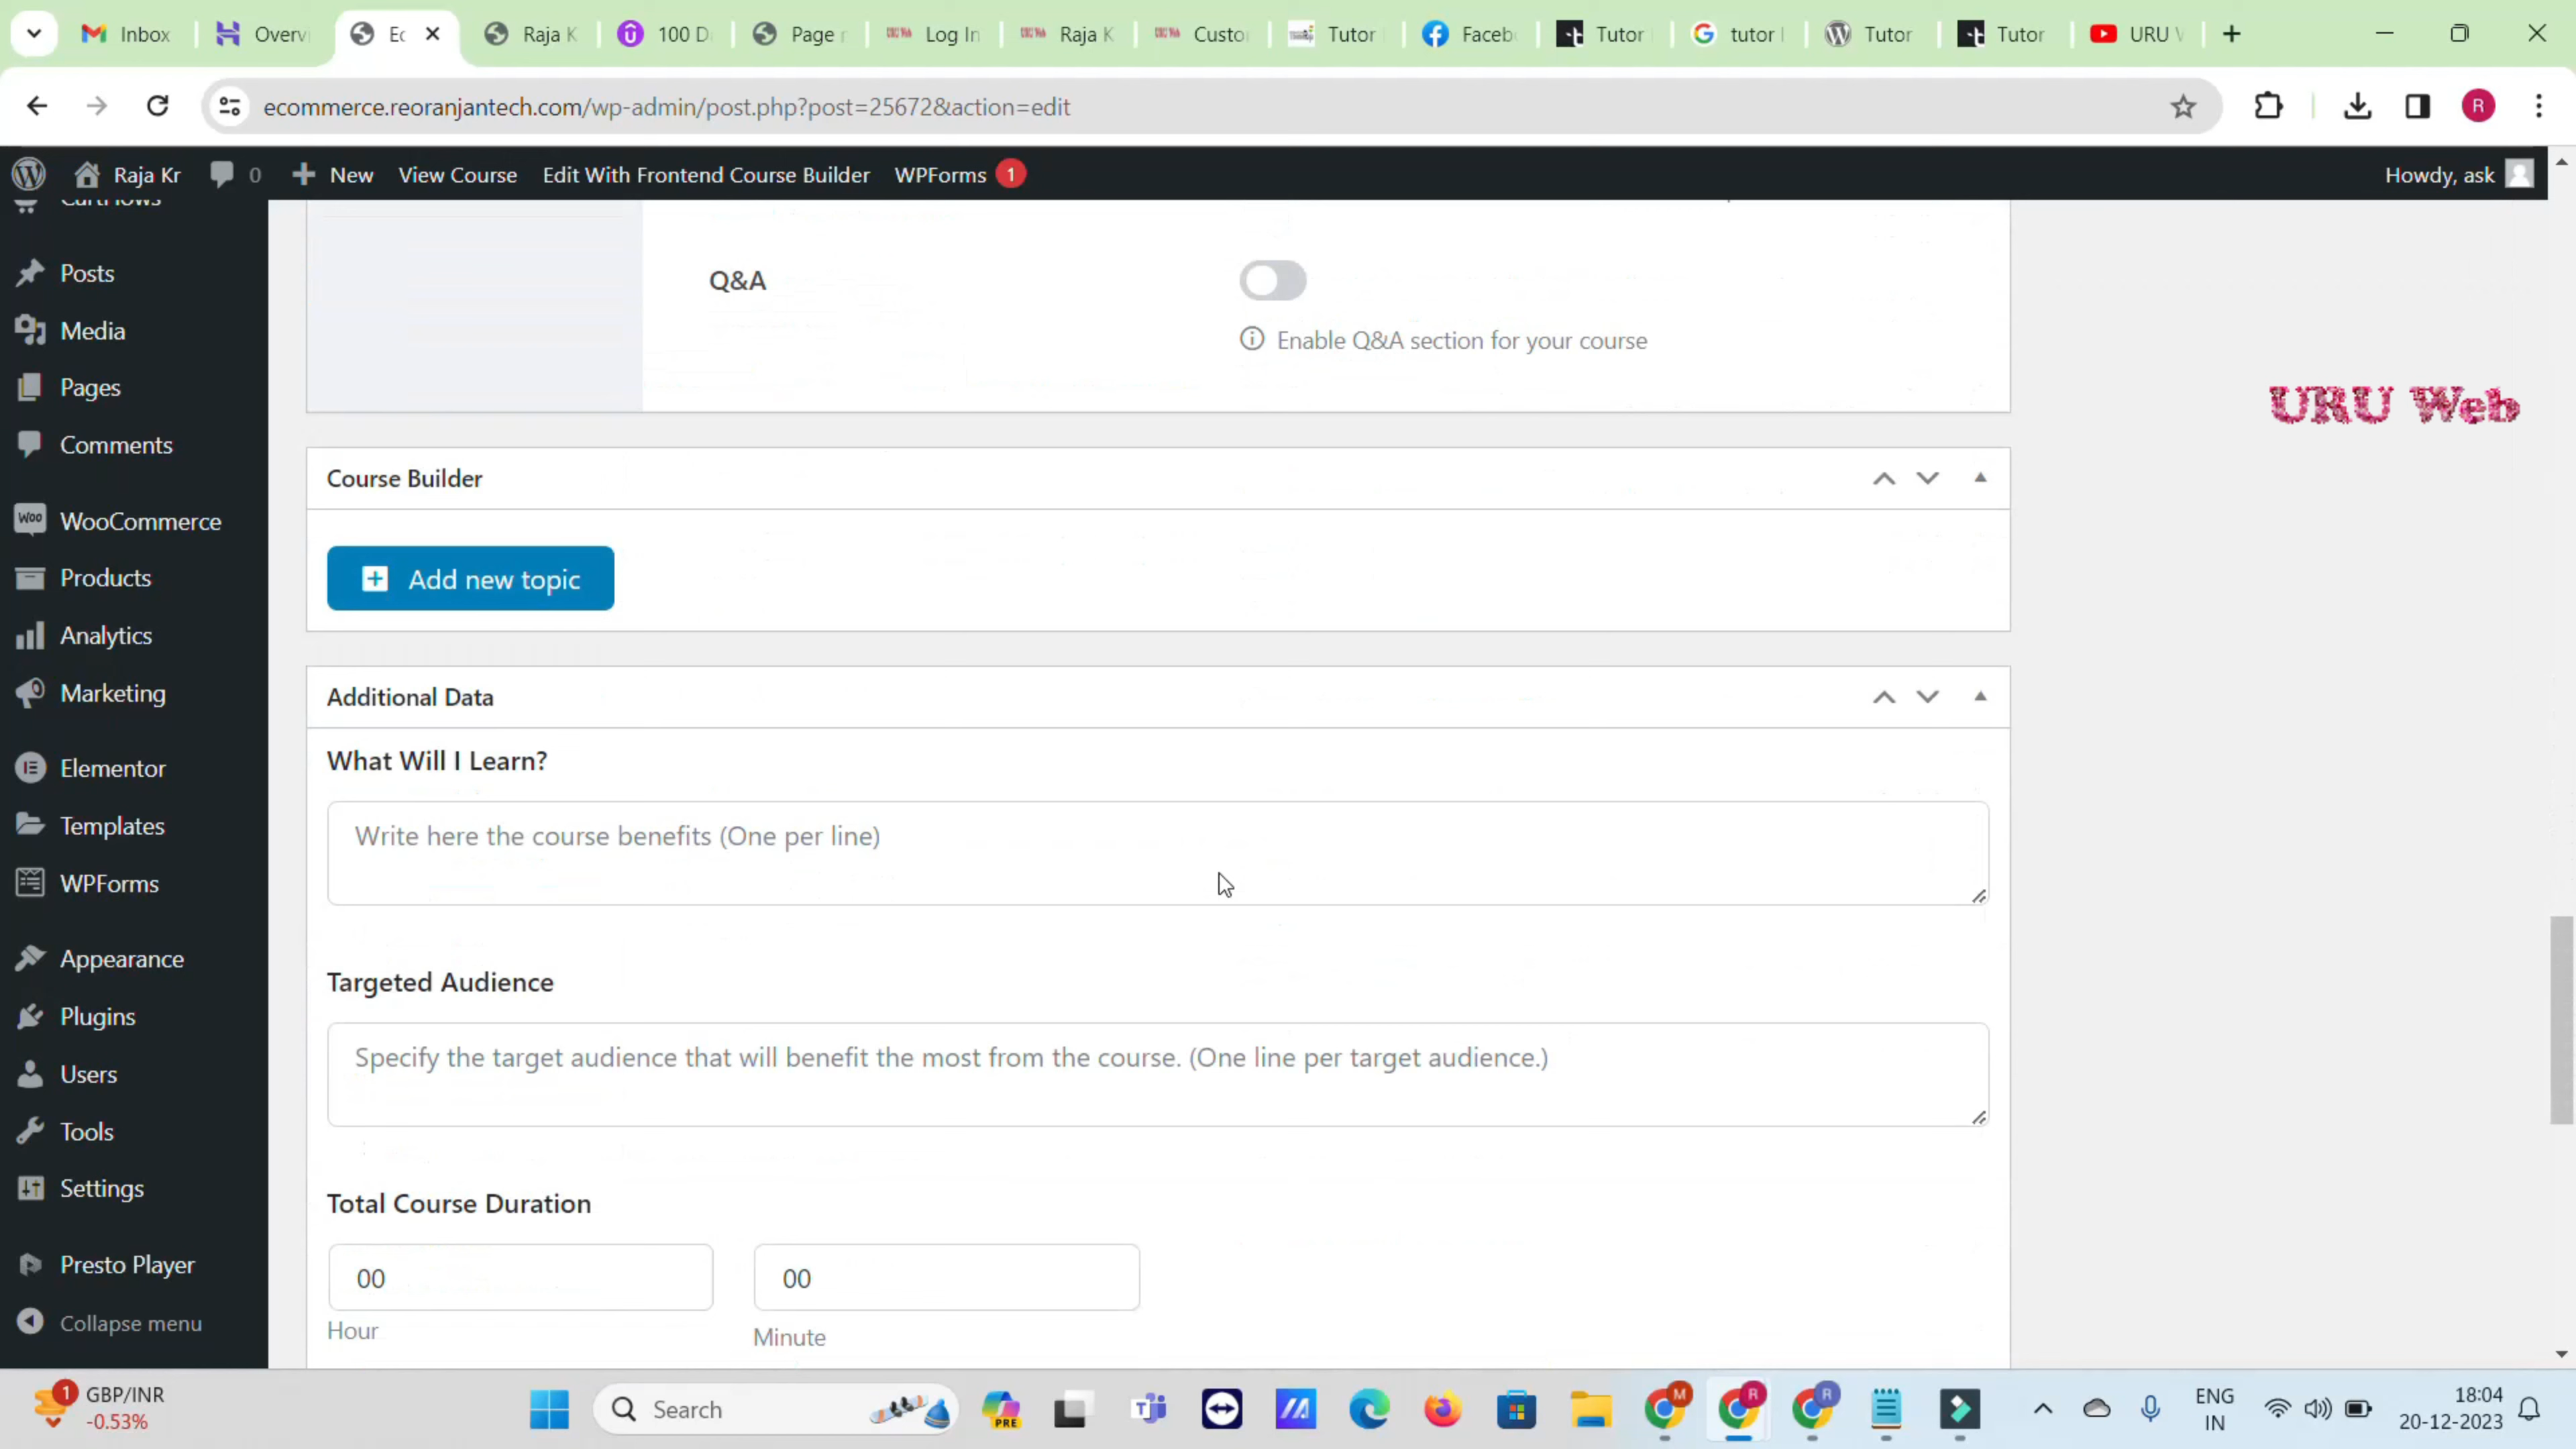 Inbox
Overvi
Ec
Raja K
100 D
Page n
Log In
Raja K
Custo
Tutor
Faceb
Tutor
tutor l
Tutor
Tutor
URU
ecommerce.reoranjantech.com/wp-admin/post.php?post=25672&action=edit
R
Raja Kr
0
New
View Course
Edit With Frontend Course Builder
WPForms 1
Howdy, ask
CartFlows
Posts
Media
Pages
Comments
Woo
WooCommerce
Products
Analytics
Marketing
Elementor
Templates
WPForms
Appearance
Plugins
Users
Tools
Settings
Presto Player
Collapse menu
Q&A
Enable Q&A section for your course
URU Web
Course Builder
Add new topic
Additional Data
What Will I Learn?
Write here the course benefits (One per line)
Targeted Audience
Specify the target audience that will benefit the most from the course. (One line per target audience.)
Total Course Duration
00
00
Hour
Minute
1
GBP/INR
-0.53%
Search
PRE
M
R
R
ENG
IN
18:04
20-12-2023